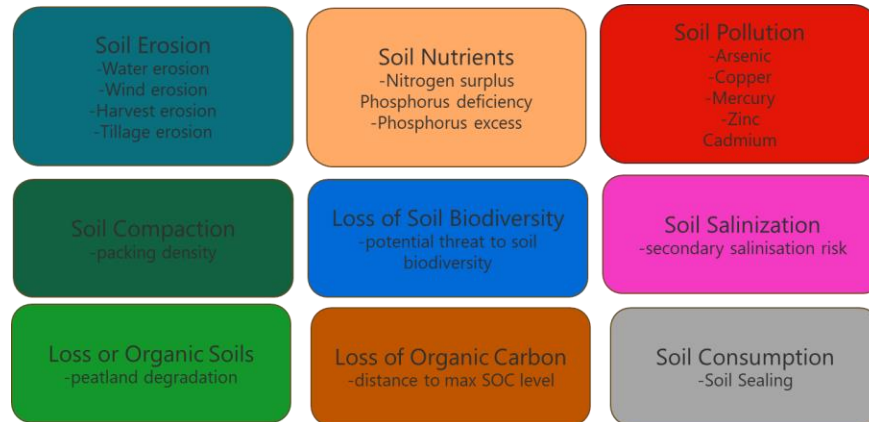 Soil Erosion
-Water erosion
-Wind erosion
-Harvest erosion
-Tillage erosion
Soil Nutrients
-Nitrogen surplus
Phosphorus deficiency
-Phosphorus excess
Soil Pollution
-Arsenic
-Copper
-Mercury
-Zinc
Cadmium
Soil Compaction
-packing density
Loss of Soil Biodiversity
-potential threat to soil
biodiversity
Soil Salinization
-secondary salinisation risk
Loss or Organic Soils
-peatland degradation
Loss of Organic Carbon
-distance to max SOC level
Soil Consumption
-Soil Sealing